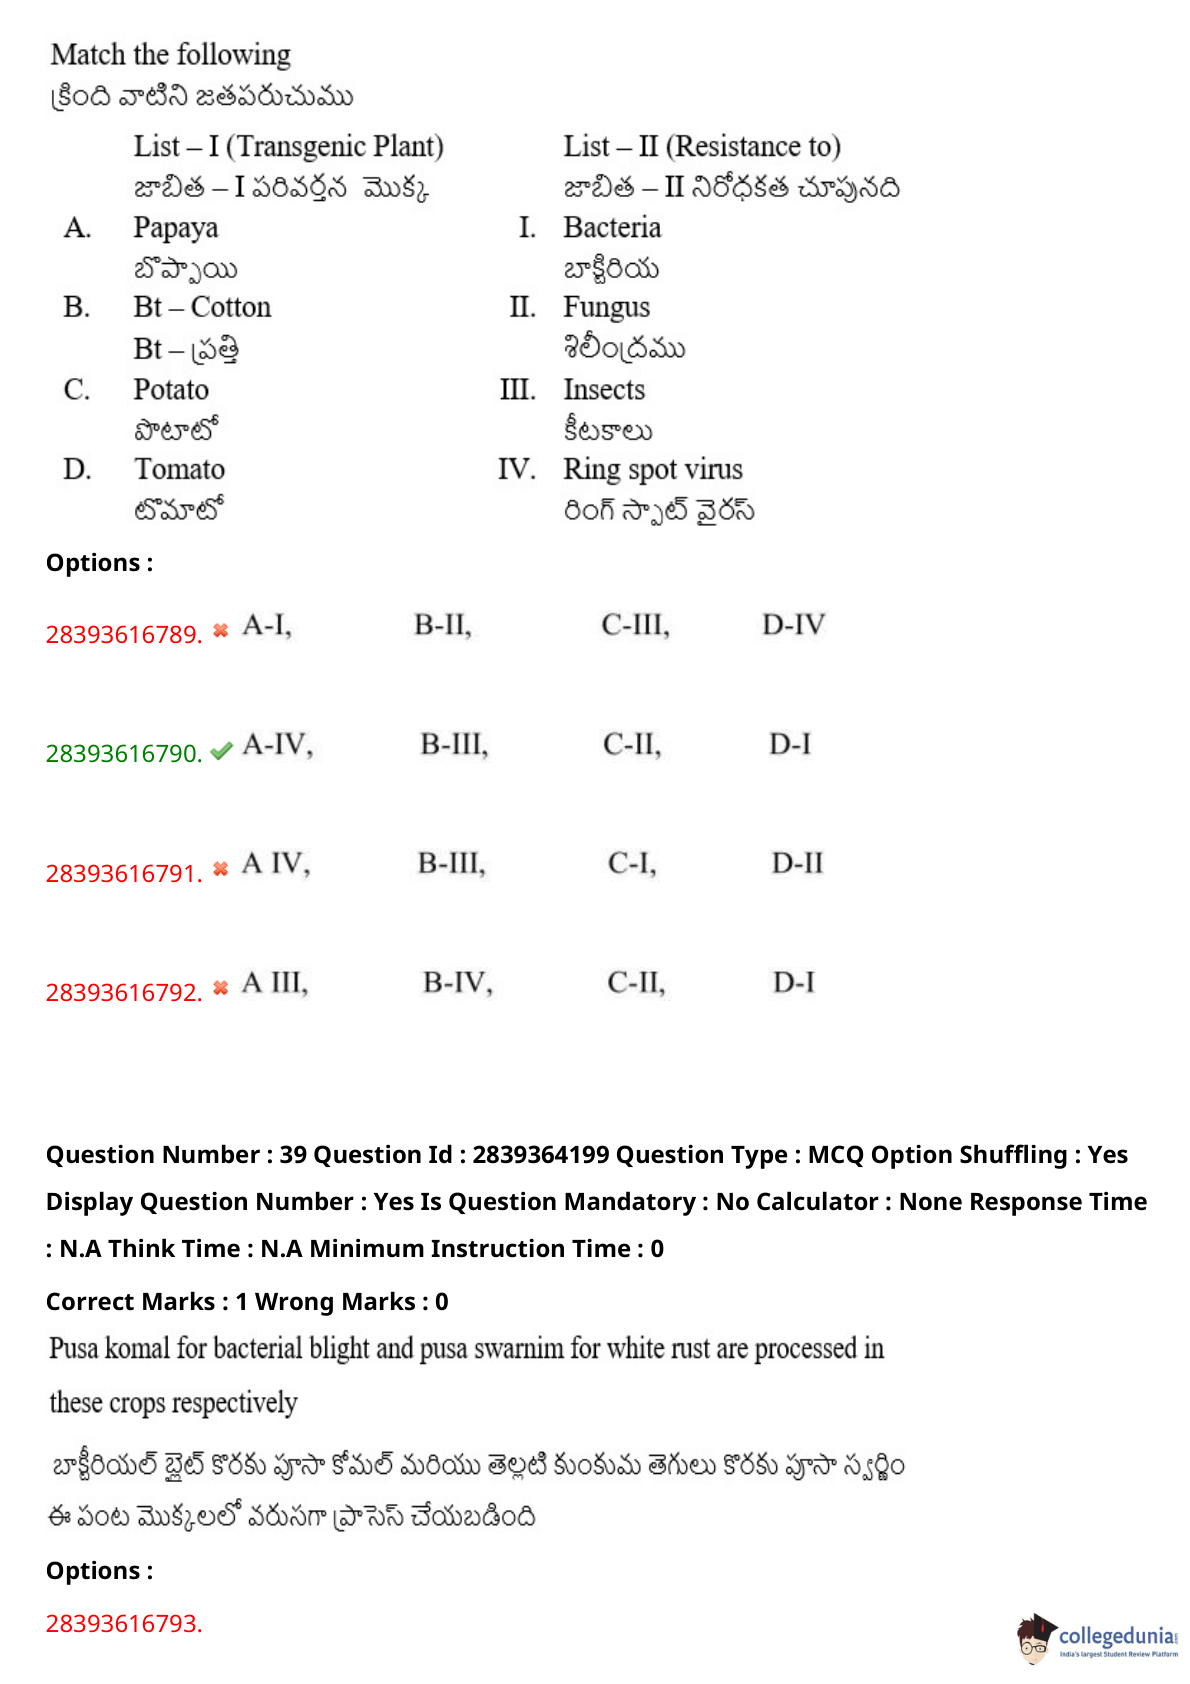 Match the following
క్రింది వాటిని జతపరుచుము
List – I (Transgenic Plant) List – II (Resistance to)
జాబిత – I పరివర్తన మొక్క జాబిత – II నిరోధకత చూపునది
A. Papaya I. Bacteria
బొప్పాయి బాక్టీరియ
B. Bt – Cotton II. Fungus
Bt – ప్రత్తి శిలీంద్రము
C. Potato III. Insects
పొటాటో కీటకాలు
D. Tomato IV. Ring spot virus
టొమాటో రింగ్ స్పాట్ వైరస్
Options :
28393616789. A-I, B-II, C-III, D-IV
28393616790. A-IV, B-III, C-II, D-I
28393616791. A IV, B-III, C-I, D-II
28393616792. A III, B-IV, C-II, D-I
Question Number : 39 Question Id : 2839364199 Question Type : MCQ Option Shuffling : Yes
Display Question Number : Yes Is Question Mandatory : No Calculator : None Response Time
: N.A Think Time : N.A Minimum Instruction Time : 0
Correct Marks : 1 Wrong Marks : 0
Pusa komal for bacterial blight and pusa swarnim for white rust are processed in
these crops respectively
బాక్టీరియల్ బ్లైట్ కొరకు పూసా కోమల్ మరియు తెల్లటి కుంకుమ తెగులు కొరకు పూసా స్వర్ణిం
ఈ పంట మొక్కలలో వరుసగా ప్రాసెస్ చేయబడింది
Options :
28393616793.
collegedunia
India's largest Student Review Platform